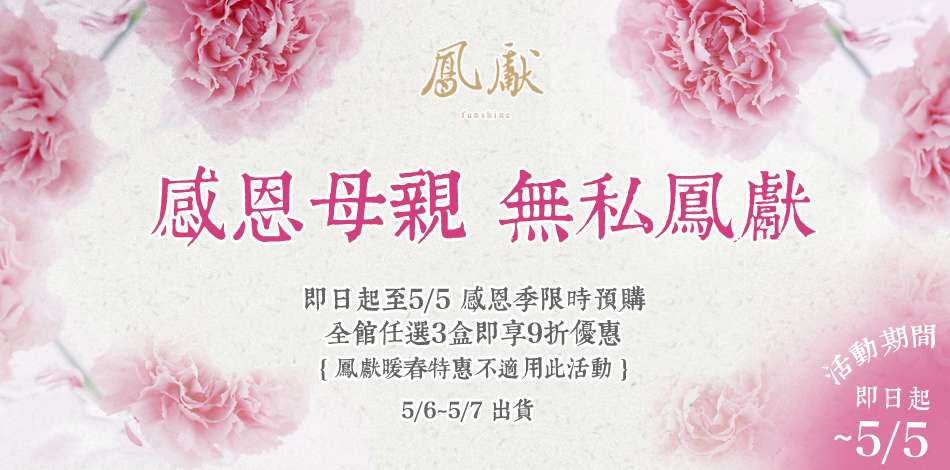 鳳獻
funshine
感恩母親 無私鳳獻
即日起至5/5 感恩季限時預購
全館任選3盒即享9折優惠
{ 鳳獻暖春特惠不適用此活動 }
5/6~5/7 出貨
活動期間
即日起
~5/5